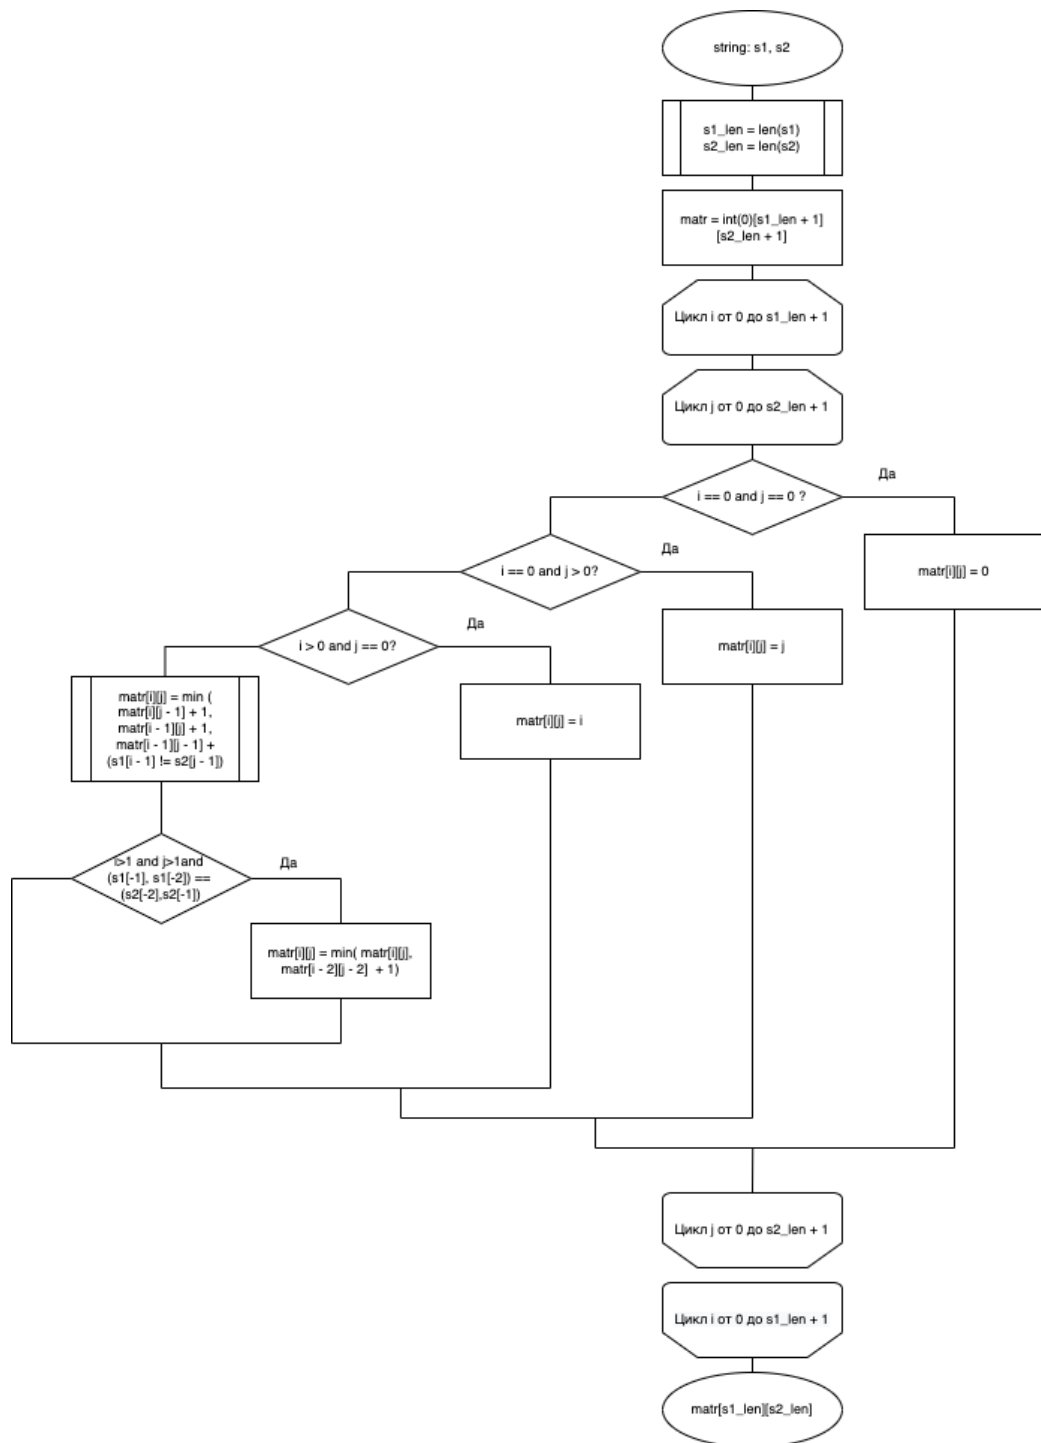 string: s1, s2
s1_len = len(s1)
s2_len = len(s2)
matr = int(0)[s1_len + 1]
[s2_len + 1]
Цикл i от 0 до s1_len + 1
Цикл j от 0 до s2_len + 1
i == 0 and j == 0 ?
Да
matr[i][j] = 0
i == 0 and j > 0?
Да
matr[i][j] = j
i > 0 and j == 0?
Да
matr[i][j] = i
matr[i][j] = min (
matr[i][j - 1] + 1,
matr[i - 1][j] + 1,
matr[i - 1][j - 1] +
(s1[i - 1] != s2[j - 1])
i>1 and j>1and
(s1[-1], s1[-2]) ==
(s2[-2],s2[-1])
Да
matr[i][j] = min( matr[i][j],
matr[i - 2][j - 2] + 1)
Цикл j от 0 до s2_len + 1
Цикл i от 0 до s1_len + 1
matr[s1_len][s2_len]